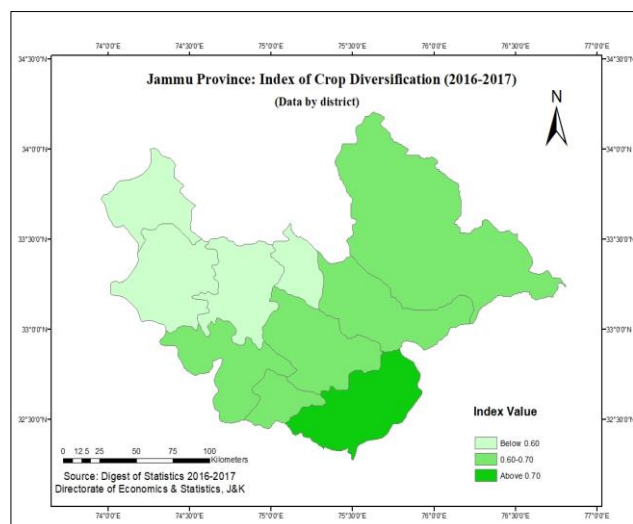 74°0'0"E 74°30'0"E 75°0'0"E 75°30'0"E 76°0'0"E 76°30'0"E 77°0'0"E
34°30'0"N 34°30'0"N
Jammu Province: Index of Crop Diversification (2016-2017)
(Data by district)
N
34°0'0"N 34°0'0"N
33°30'0"N 33°30'0"N
33°0'0"N 33°0'0"N
32°30'0"N 32°30'0"N
Index Value
Below 0.60
0.60-0.70
Above 0.70
0 12.5 25 50 75 100
Kilometers
Source: Digest of Statistics 2016-2017
Directorate of Economics & Statistics, J&K
74°0'0"E 74°30'0"E 75°0'0"E 75°30'0"E 76°0'0"E 76°30'0"E 77°0'0"E